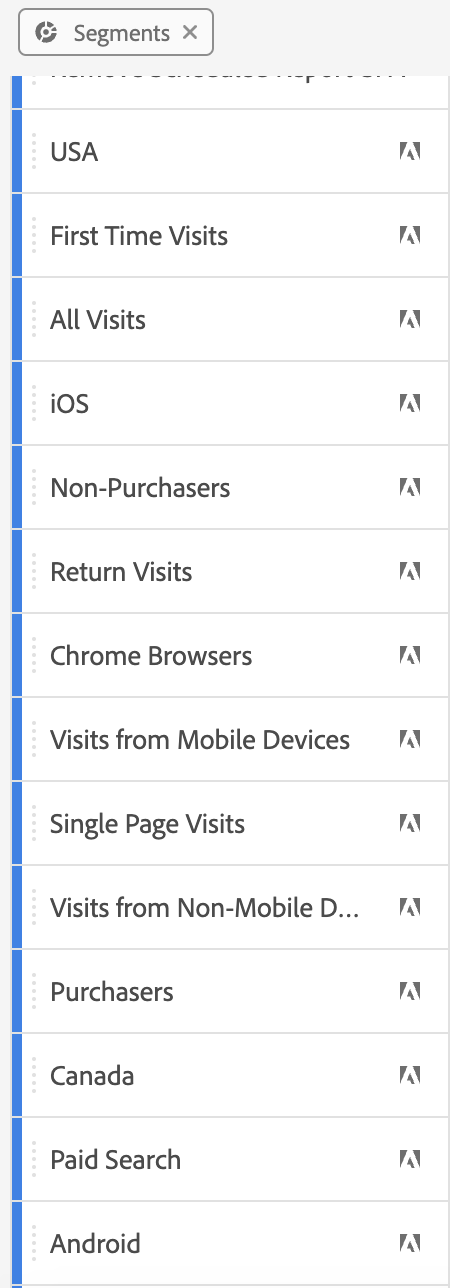 Segments
USA
First Time Visits
All Visits
iOS
Non-Purchasers
Return Visits
Chrome Browsers
Visits from Mobile Devices
Single Page Visits
Visits from Non-Mobile D...
Purchasers
Canada
Paid Search
Android